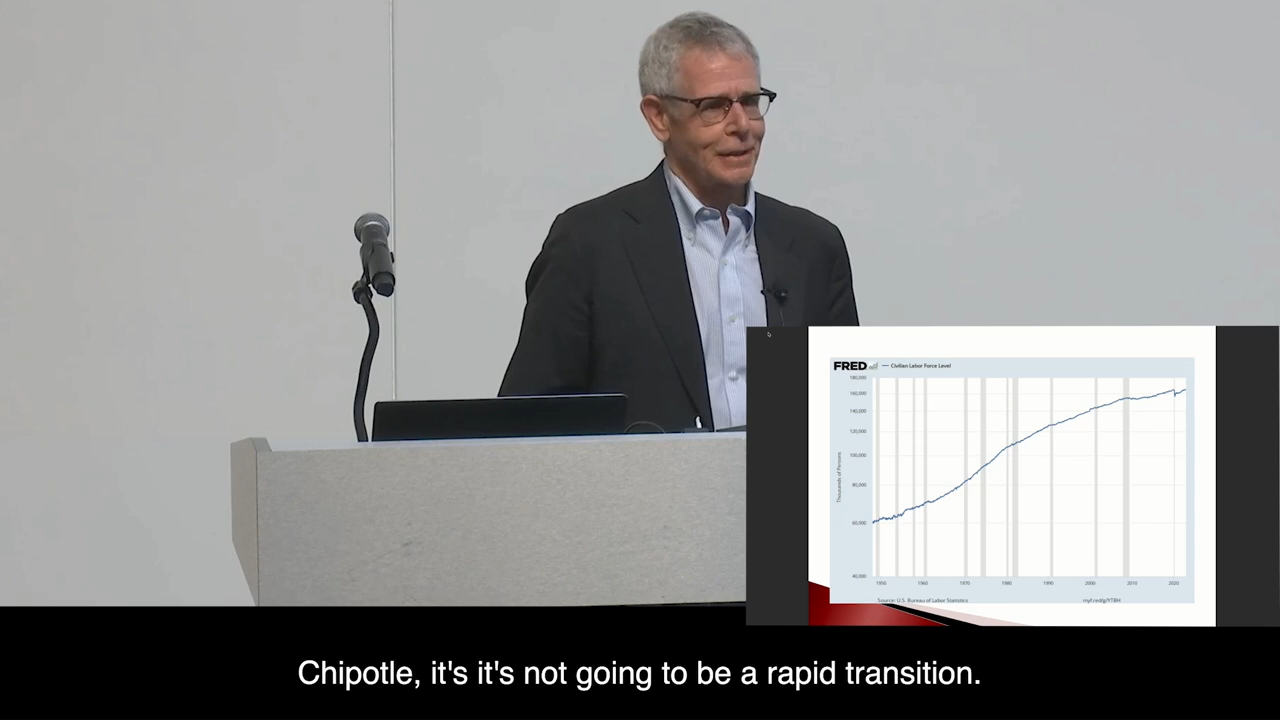 FRED
Civilian Labor Force Level
180,000
160,000
140,000
120,000
100,000
80,000
60,000
40,000
Thousands of Persons
1950 1960 1970 1980 1990 2000 2010 2020
Source: U.S. Bureau of Labor Statistics
Chipotle, it's it's not going to be a rapid transition.